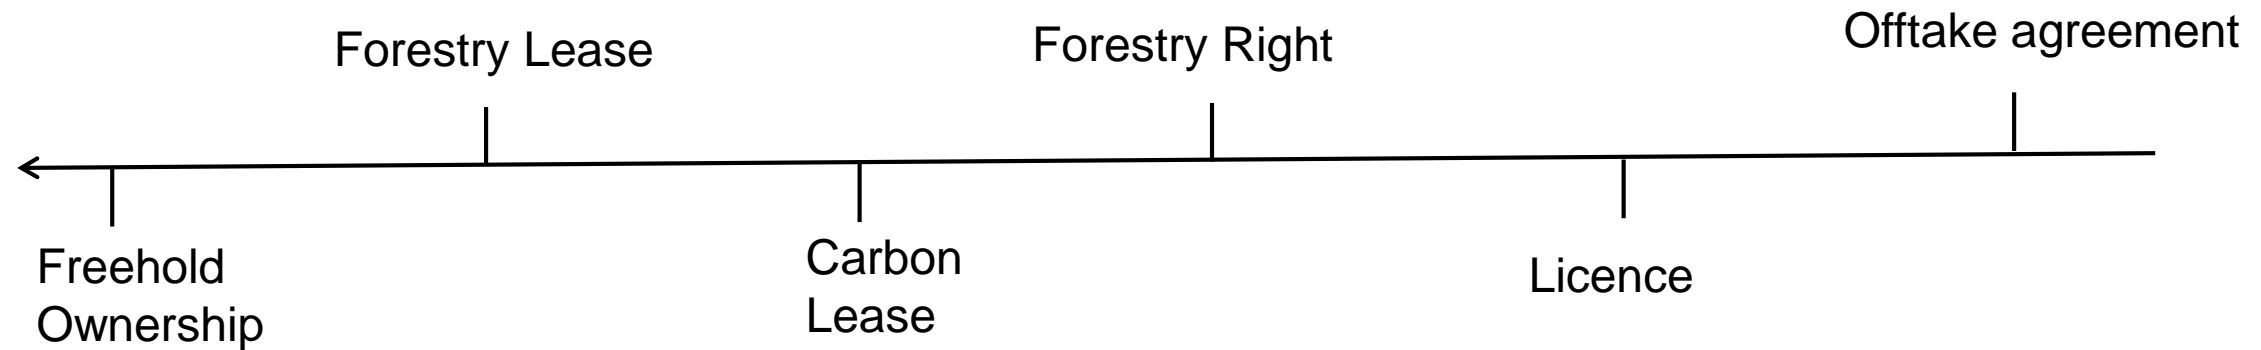 Forestry Lease
Forestry Right
Offtake agreement
Freehold
Ownership
Carbon
Lease
Licence